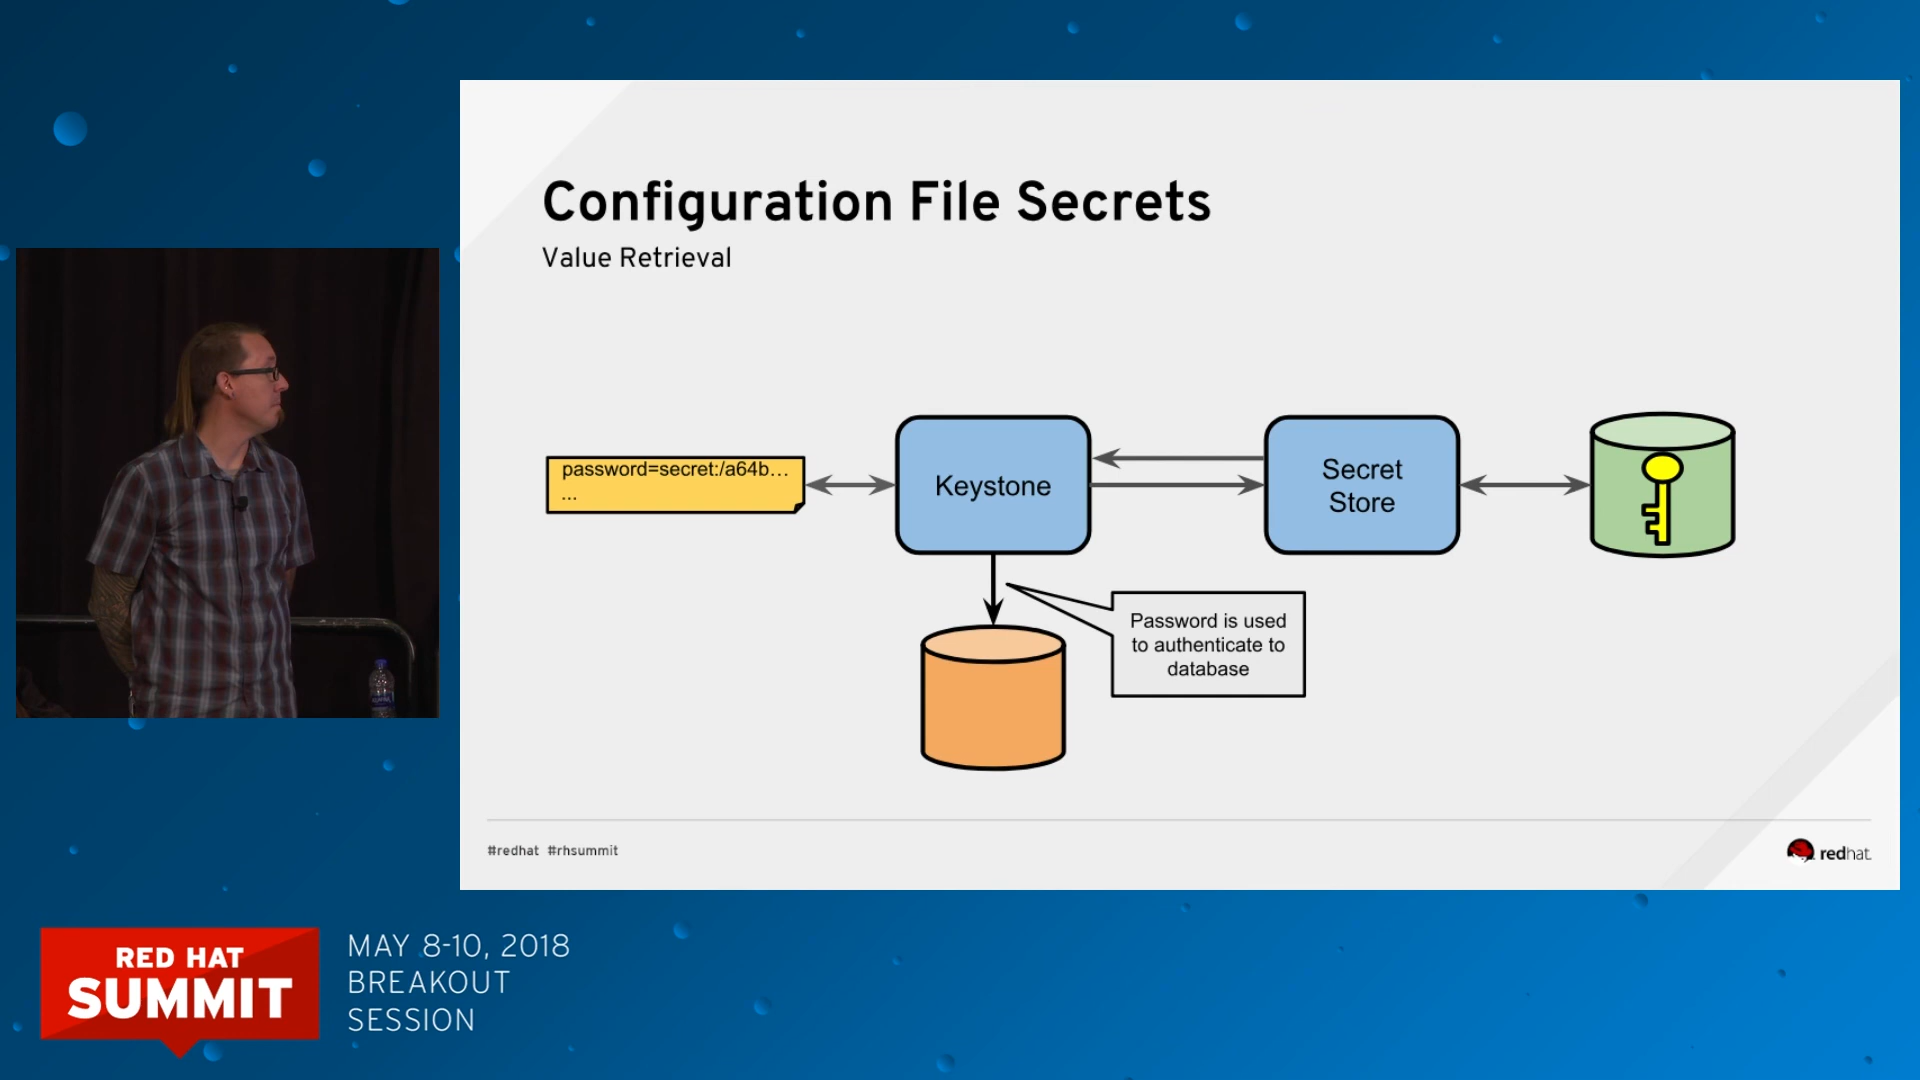 Configuration File Secrets
Value Retrieval
password=secret:/a64b...
...
Keystone
Secret
Store
Password is used
to authenticate to
database
#redhat #rhsummit
redhat.
RED HAT
SUMMIT
MAY 8-10, 2018
BREAKOUT
SESSION